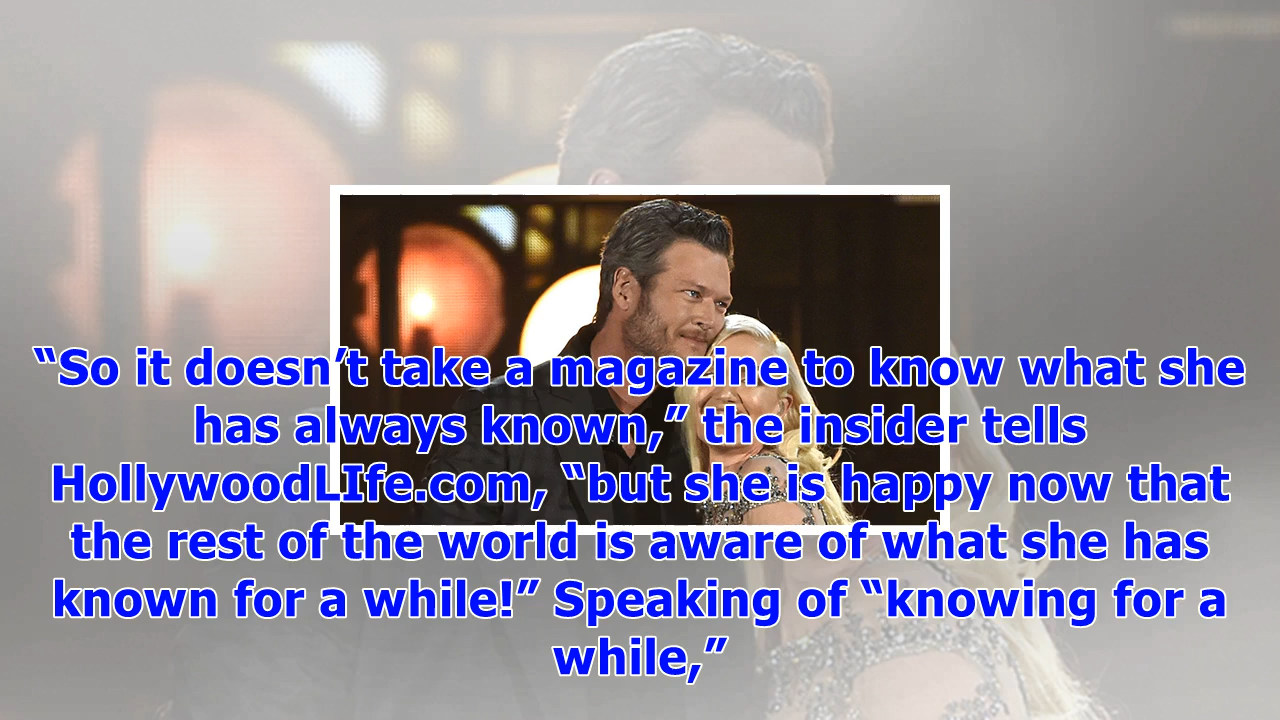 “So it doesn’t take a magazine to know what she
has always known,” the insider tells
HollywoodLIfe.com, “but she is happy now that
the rest of the world is aware of what she has
known for a while!” Speaking of “knowing for a
while,”